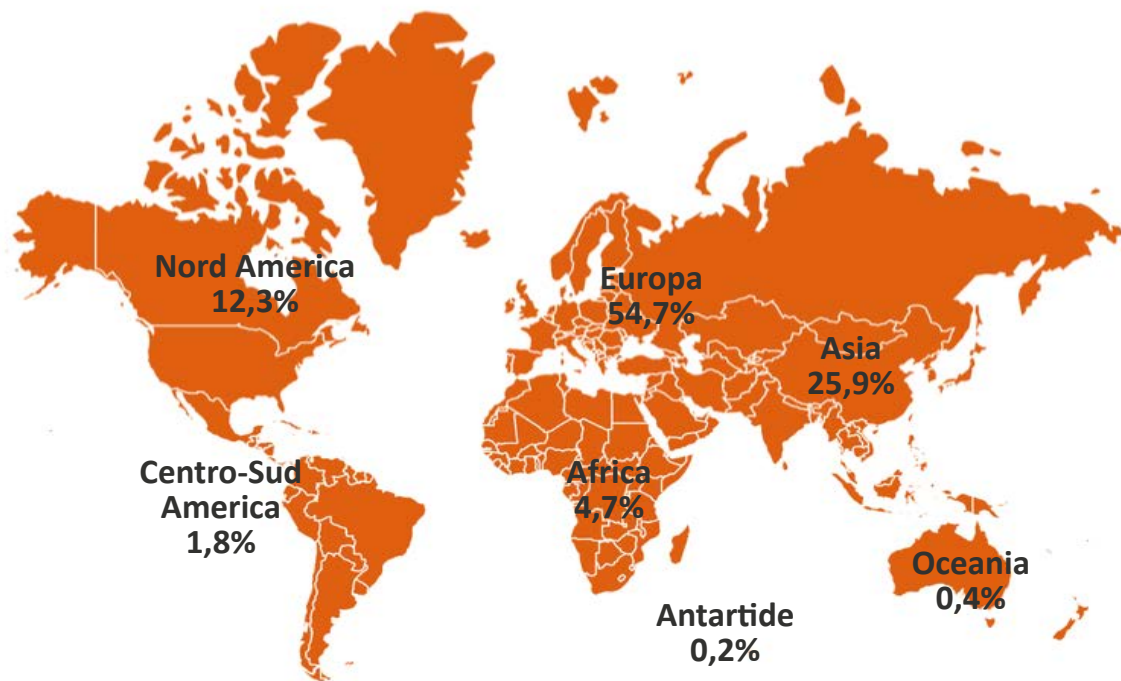 Nord America
12,3%
Europa
54,7%
Asia
25,9%
Centro-Sud
America
1,8%
Africa
4,7%
Oceania
0,4%
Antartide
0,2%